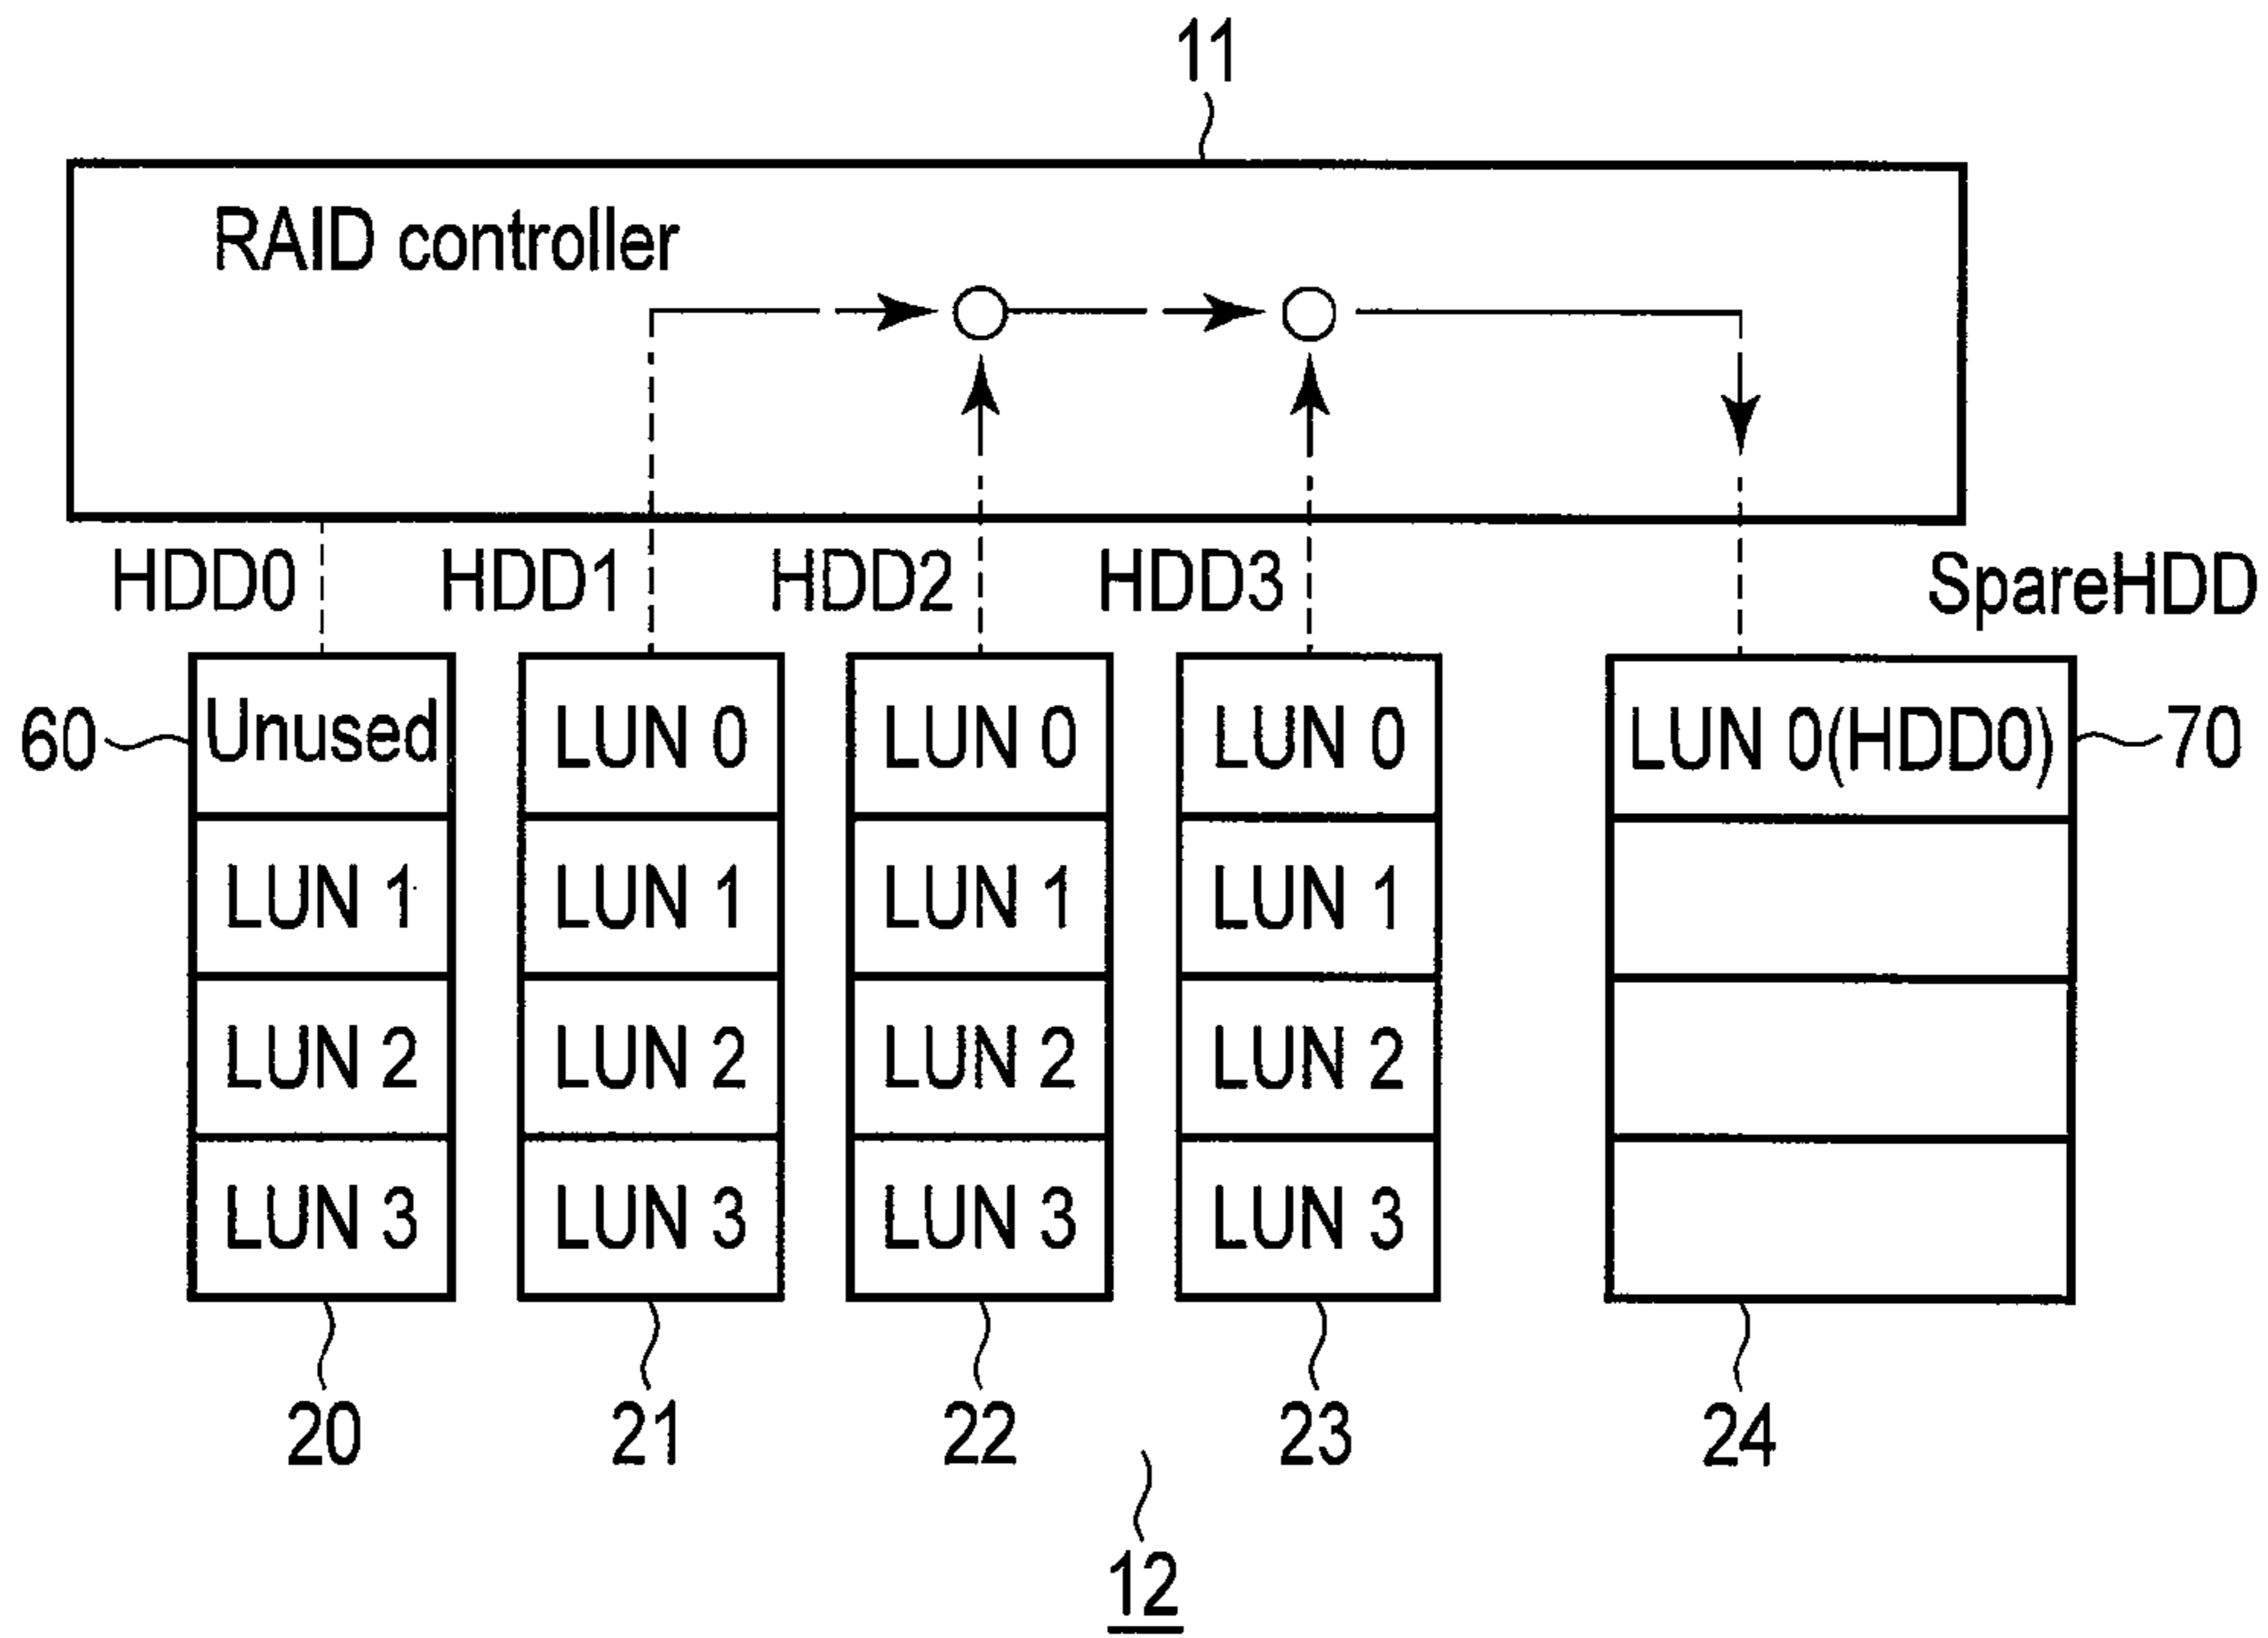 11
RAID controller
HDD0 HDD1 HDD2 HDD3 SpareHDD
60 Unused LUN 0 LUN 0 LUN 0 LUN 0(HDD0) 70
LUN 1 LUN 1 LUN 1 LUN 1
LUN 2 LUN 2 LUN 2 LUN 2
LUN 3 LUN 3 LUN 3 LUN 3
20 21 22 23 24
12